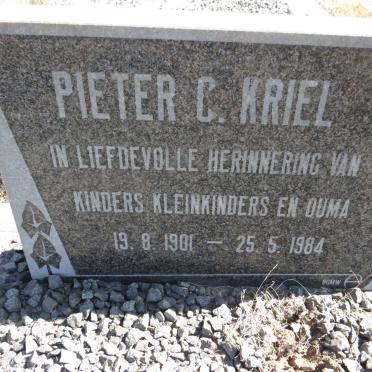 PIETER C. KRIEL
IN LIEFDEVOLLE HERINNERING VAN
KINDERS KLEINKINDERS EN OUMA
19. 8. 1901 — 25. 5. 1984